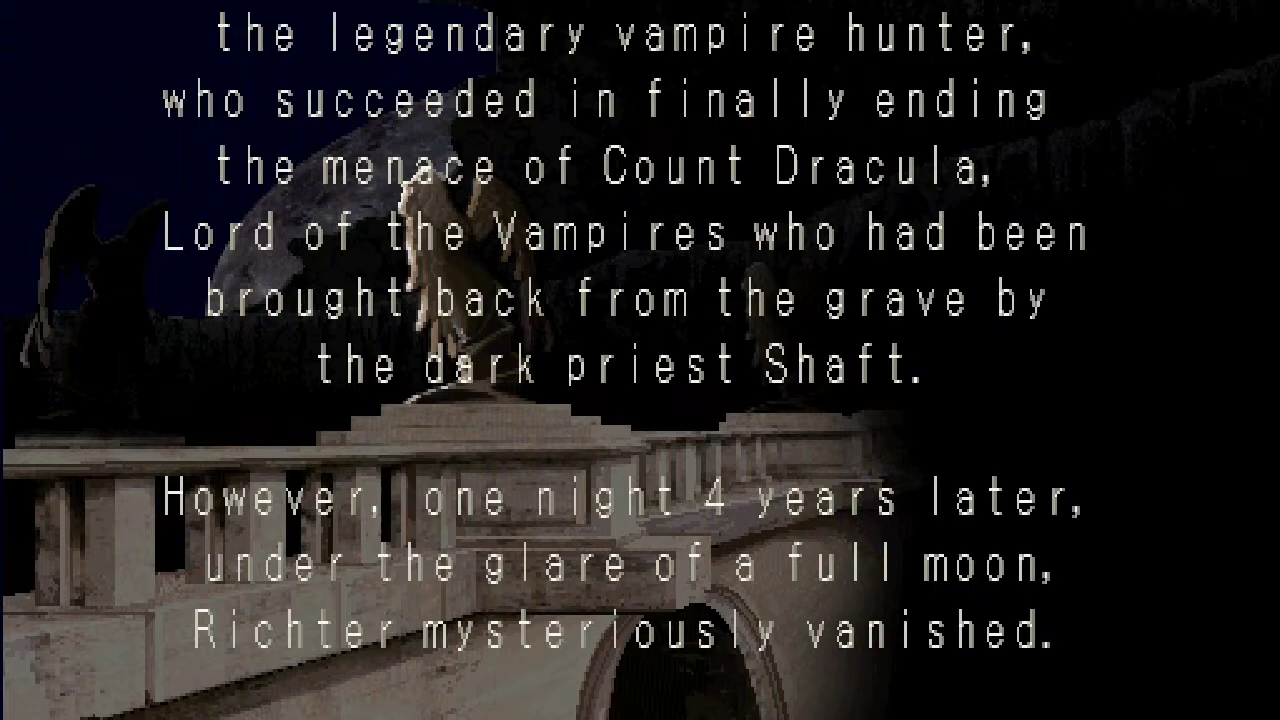 the legendary vampire hunter,
who succeeded in finally ending
the menace of Count Dracula,
Lord of the Vampires who had been
brought back from the grave by
the dark priest Shaft.
However, one night 4 years later,
under the glare of a full moon,
Richter mysteriously vanished.